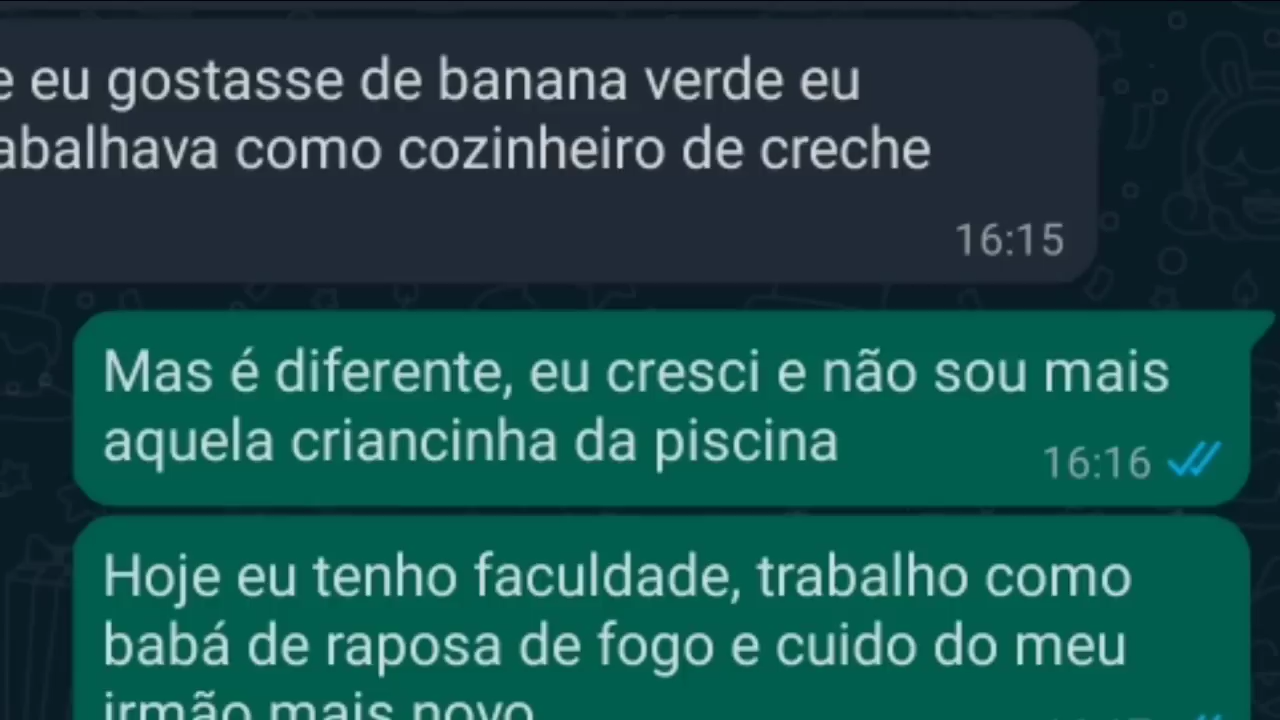 e eu gostasse de banana verde eu
abalhava como cozinheiro de creche
16:15
Mas é diferente, eu cresci e não sou mais
aquela criancinha da piscina
16:16
Hoje eu tenho faculdade, trabalho como
babá de raposa de fogo e cuido do meu
irmão mais novo